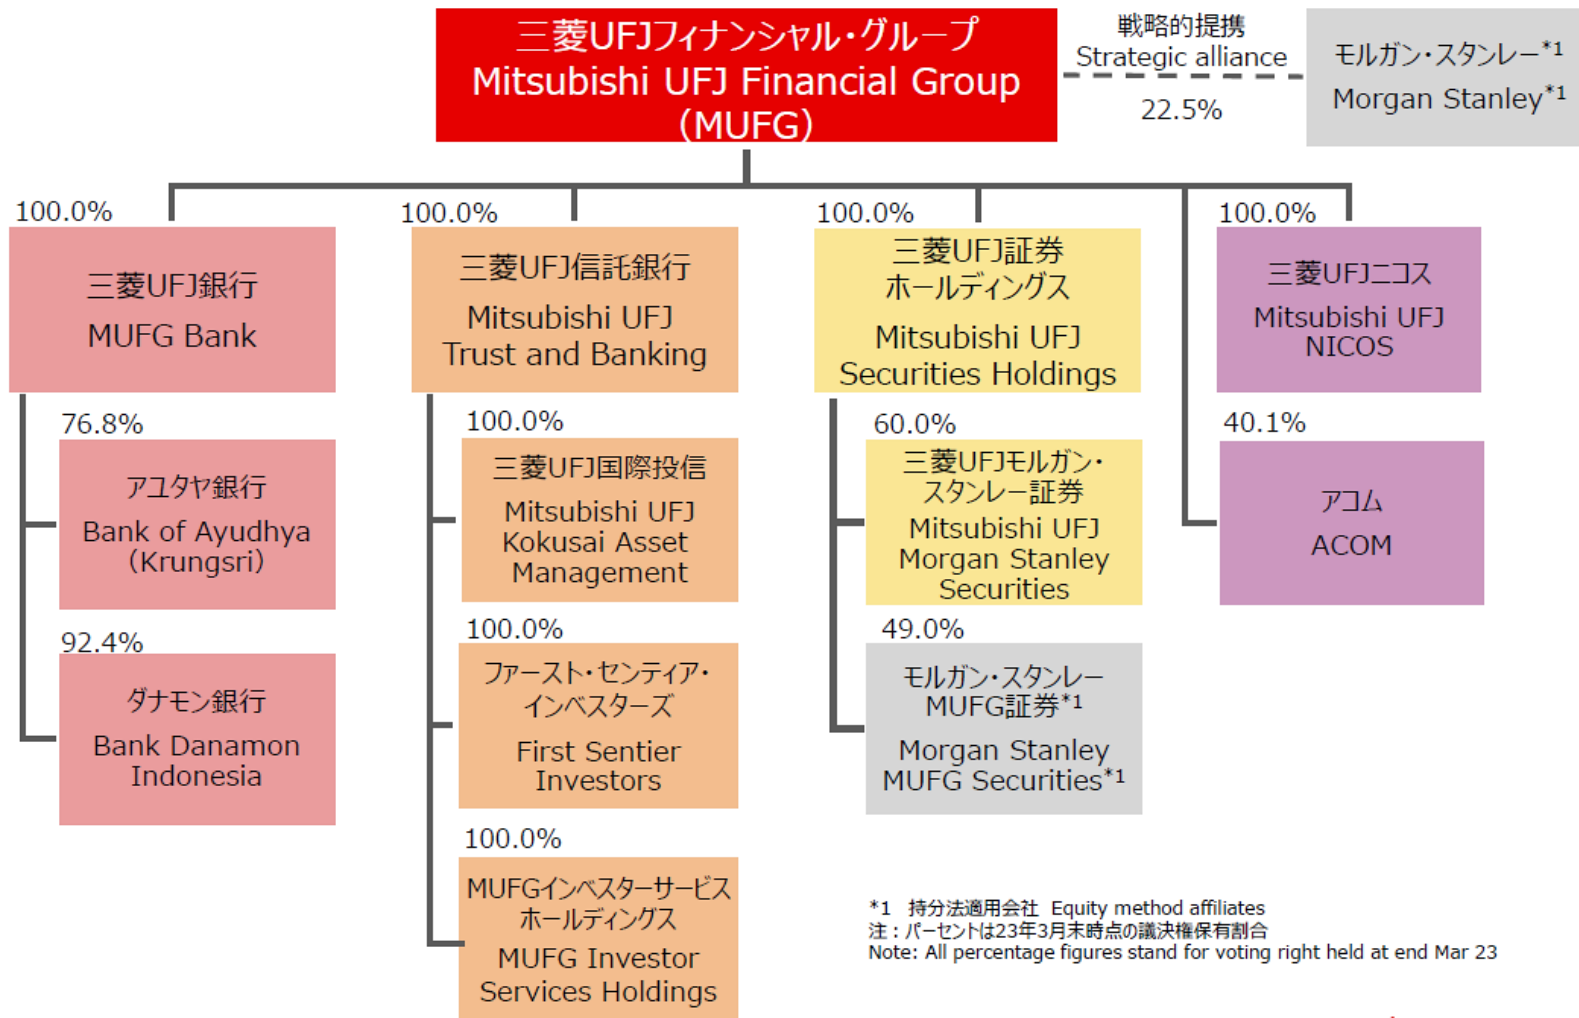 三菱UFJフィナンシャル・グループ
Mitsubishi UFJ Financial Group
(MUFG)
戦略的提携
Strategic alliance
22.5%
モルガン・スタンレー*1
Morgan Stanley*1
100.0%
三菱UFJ銀行
MUFG Bank
76.8%
アユタヤ銀行
Bank of Ayudhya
(Krungsri)
92.4%
ダナモン銀行
Bank Danamon
Indonesia
100.0%
三菱UFJ信託銀行
Mitsubishi UFJ
Trust and Banking
100.0%
三菱UFJ国際投信
Mitsubishi UFJ
Kokusai Asset
Management
100.0%
ファースト・センティア・
インベスターズ
First Sentier
Investors
100.0%
MUFGインベスターサービス
ホールディングス
MUFG Investor
Services Holdings
100.0%
三菱UFJ証券
ホールディングス
Mitsubishi UFJ
Securities Holdings
60.0%
三菱UFJモルガン・
スタンレー証券
Mitsubishi UFJ
Morgan Stanley
Securities
49.0%
モルガン・スタンレー
MUFG証券*1
Morgan Stanley
MUFG Securities*1
100.0%
三菱UFJニコス
Mitsubishi UFJ
NICOS
40.1%
アコム
ACOM
*1 持分法適用会社 Equity method affiliates
注：パーセントは23年3月末時点の議決権保有割合
Note: All percentage figures stand for voting right held at end Mar 23